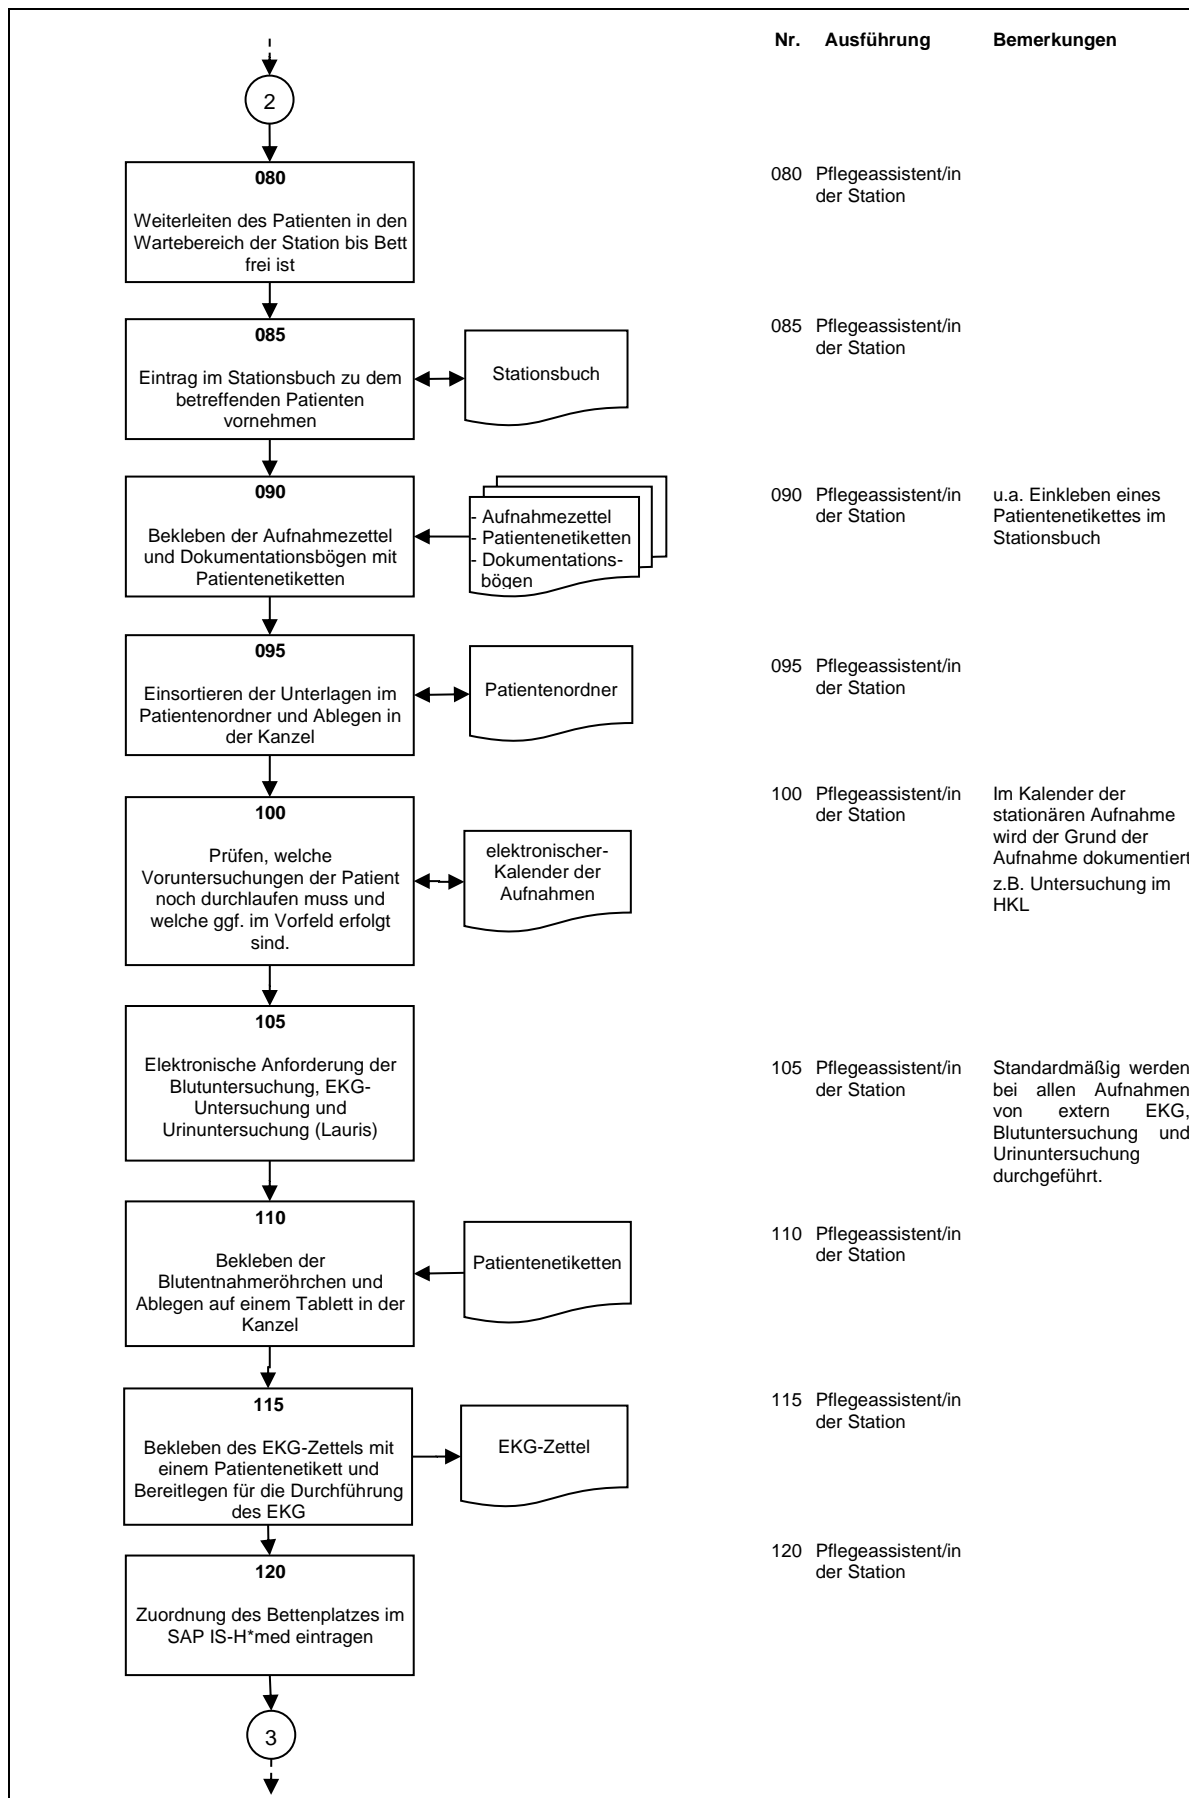 Nr. Ausführung Bemerkungen
2
080
Weiterleiten des Patienten in den
Wartebereich der Station bis Bett
frei ist
080 Pflegeassistent/in
der Station
085
Eintrag im Stationsbuch zu dem
betreffenden Patienten
vornehmen
Stationsbuch
085 Pflegeassistent/in
der Station
090
Bekleben der Aufnahmezettel
und Dokumentationsbögen mit
Patientenetiketten
- Aufnahmezettel
- Patientenetiketten
- Dokumentations-
bögen
090 Pflegeassistent/in
der Station
u.a. Einkleben eines
Patientenetikettes im
Stationsbuch
095
Einsortieren der Unterlagen im
Patientenordner und Ablegen in
der Kanzel
Patientenordner
095 Pflegeassistent/in
der Station
100
Prüfen, welche
Voruntersuchungen der Patient
noch durchlaufen muss und
welche ggf. im Vorfeld erfolgt
sind.
elektronischer-
Kalender der
Aufnahmen
100 Pflegeassistent/in
der Station
Im Kalender der
stationären Aufnahme
wird der Grund der
Aufnahme dokumentiert
z.B. Untersuchung im
HKL
105
Elektronische Anforderung der
Blutuntersuchung, EKG-
Untersuchung und
Urinuntersuchung (Lauris)
105 Pflegeassistent/in
der Station
Standardmäßig werden
bei allen Aufnahmen
von extern EKG,
Blutuntersuchung und
Urinuntersuchung
durchgeführt.
110
Bekleben der
Blutentnahmeröhrchen und
Ablegen auf einem Tablett in der
Kanzel
Patientenetiketten
110 Pflegeassistent/in
der Station
115
Bekleben des EKG-Zettels mit
einem Patientenetikett und
Bereitlegen für die Durchführung
des EKG
EKG-Zettel
115 Pflegeassistent/in
der Station
120
Zuordnung des Bettenplatzes im
SAP IS-H*med eintragen
120 Pflegeassistent/in
der Station
3